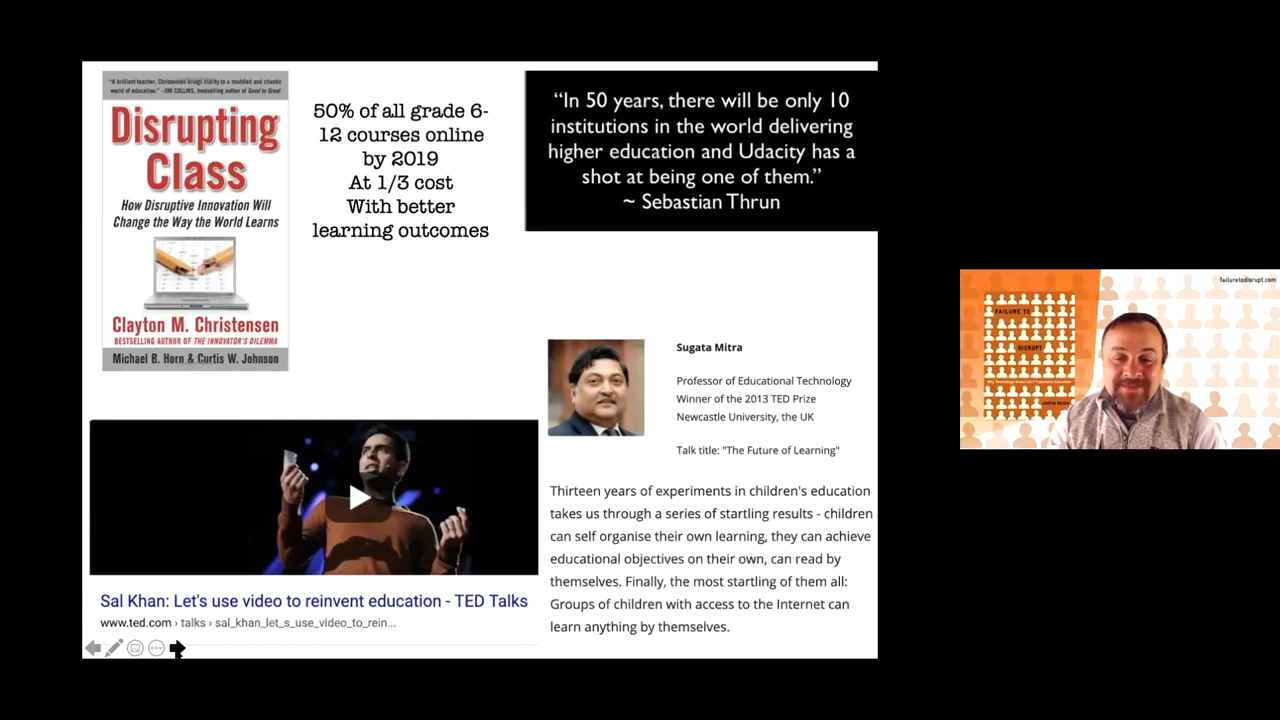 "A brilliant teacher, Christensen brings clarity to a muddled and chaotic
world of education." - JIM COLLINS, bestselling author of Good to Great
Disrupting
Class
How Disruptive Innovation Will
Change the Way the World Learns
Clayton M. Christensen
BESTSELLING AUTHOR OF THE INNOVATOR'S DILEMMA
Michael B. Horn & Curtis W. Johnson
50% of all grade 6-
12 courses online
by 2019
At 1/3 cost
With better
learning outcomes
“In 50 years, there will be only 10
institutions in the world delivering
higher education and Udacity has a
shot at being one of them.”
~ Sebastian Thrun
Sugata Mitra
Professor of Educational Technology
Winner of the 2013 TED Prize
Newcastle University, the UK
Talk title: "The Future of Learning"
Thirteen years of experiments in children's education
takes us through a series of startling results - children
can self organise their own learning, they can achieve
educational objectives on their own, can read by
themselves. Finally, the most startling of them all:
Groups of children with access to the Internet can
learn anything by themselves.
Sal Khan: Let's use video to reinvent education - TED Talks
www.ted.com › talks › sal_khan_let_s_use_video_to_rein...
failuretodisrupt.com
FAILURE TO
DISRUPT
Why Technology Alone Can't Transform Education
JUSTIN REICH